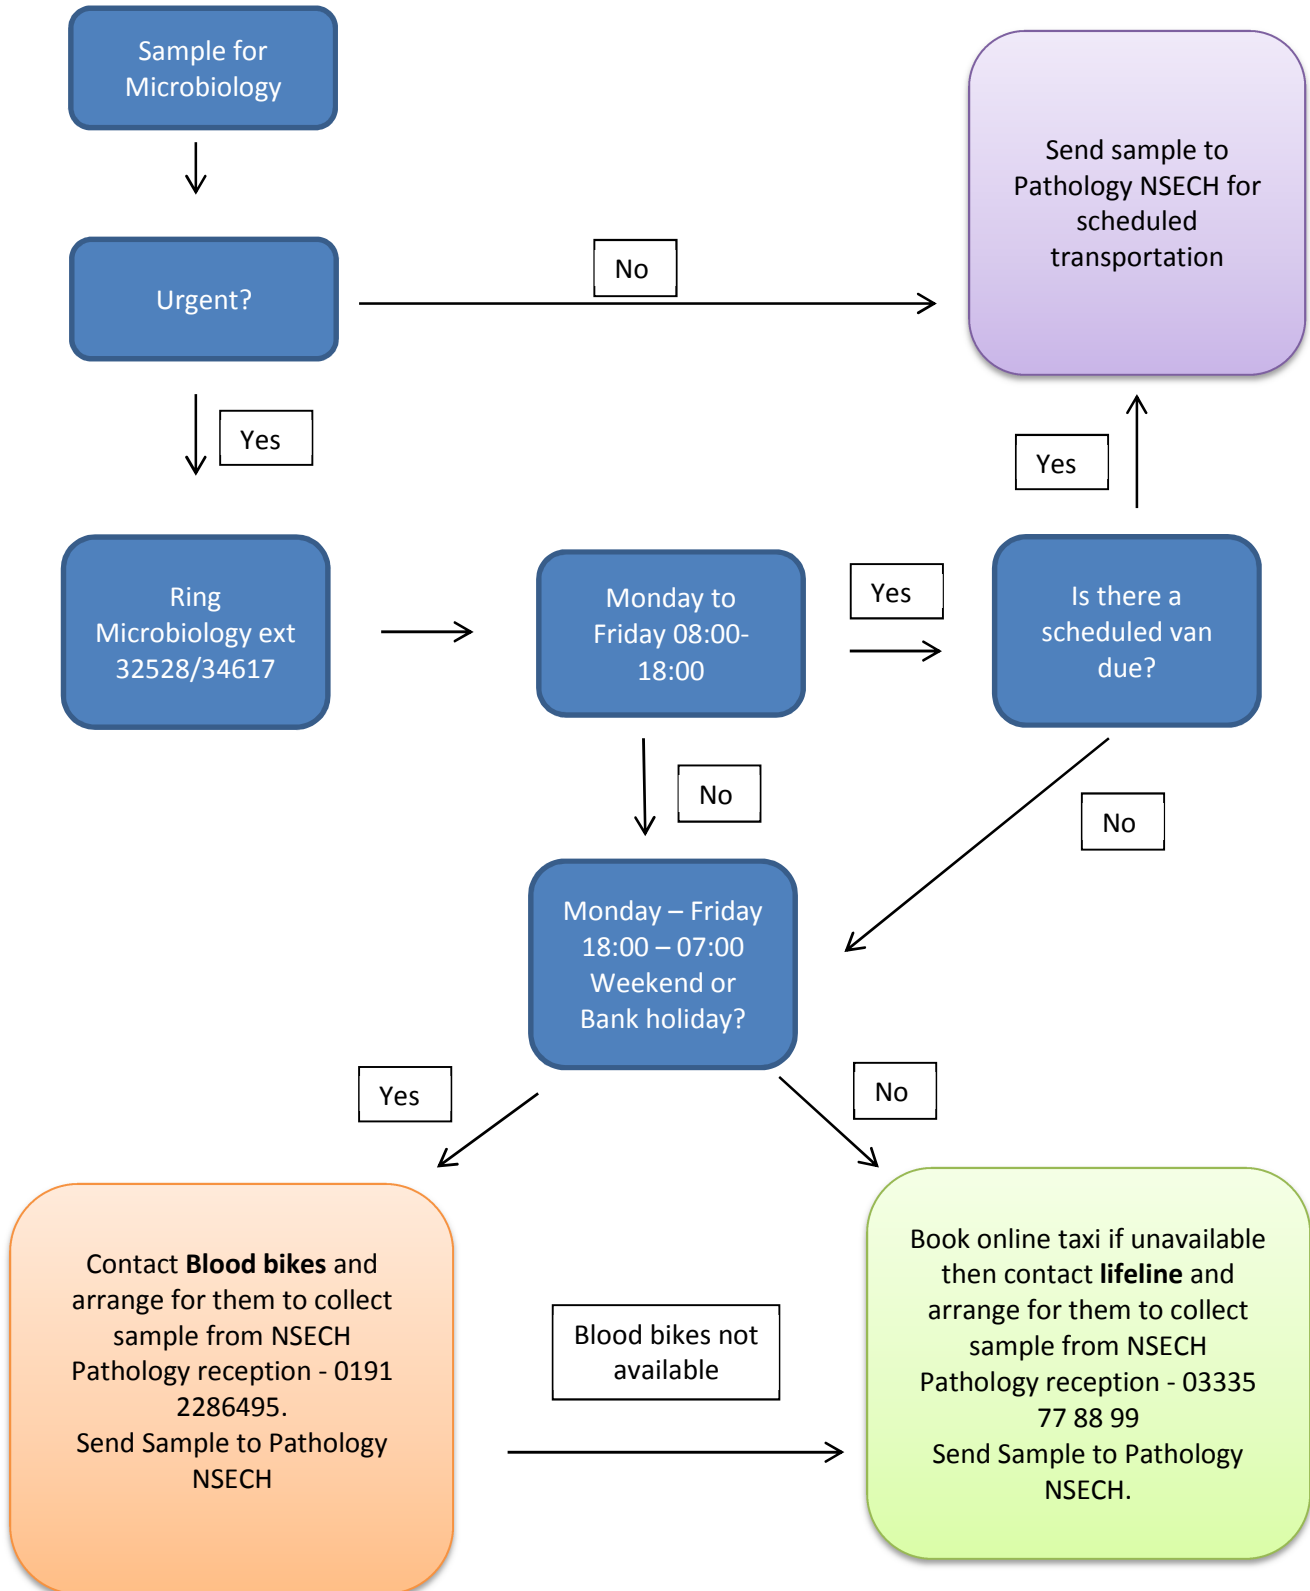 Sample for
Microbiology
Send sample to
Pathology NSECH for
scheduled
transportation
Urgent?
No
Yes
Yes
Ring
Microbiology ext
32528/34617
Monday to
Friday 08:00-
18:00
Yes
Is there a
scheduled van
due?
No
No
Monday – Friday
18:00 – 07:00
Weekend or
Bank holiday?
Yes
No
Contact Blood bikes and
arrange for them to collect
sample from NSECH
Pathology reception - 0191
2286495.
Send Sample to Pathology
NSECH
Blood bikes not
available
Book online taxi if unavailable
then contact lifeline and
arrange for them to collect
sample from NSECH
Pathology reception - 03335
77 88 99
Send Sample to Pathology
NSECH.